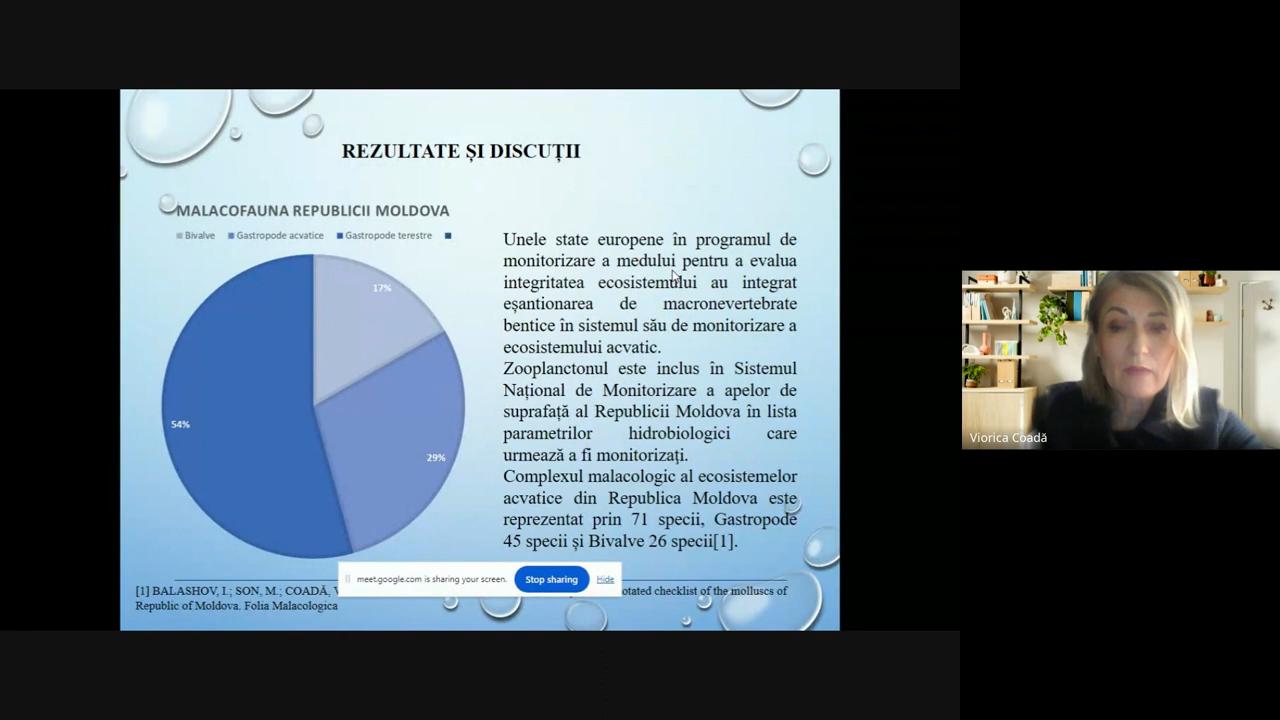 REZULTATE ȘI DISCUȚII
MALACOFAUNA REPUBLICII MOLDOVA
Bivalve Gastropode acvatice Gastropode terestre
17%
54%
29%
Unele state europene în programul de
monitorizare a mediului pentru a evalua
integritatea ecosistemului au integrat
eșantionarea de macronevertebrate
bentice în sistemul său de monitorizare a
ecosistemului acvatic.
Zooplanctonul este inclus în Sistemul
Național de Monitorizare a apelor de
suprafață al Republicii Moldova în lista
parametrilor hidrobiologici care
urmează a fi monitorizați.
Complexul malacologic al ecosistemelor
acvatice din Republica Moldova este
reprezentat prin 71 specii, Gastropode
45 specii și Bivalve 26 specii[1].
meet.google.com is sharing your screen. Stop sharing Hide
[1] BALASHOV, I.; SON, M.; COADĂ, checklist of the molluscs of
Republic of Moldova. Folia Malacologica
Viorica Coadă